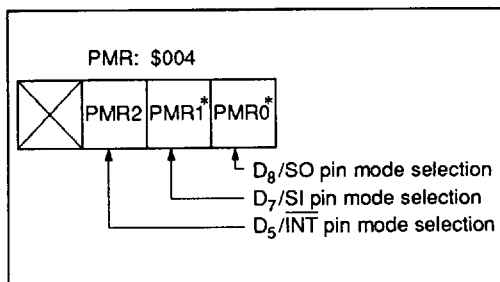 PMR: $004
PMR2 PMR1* PMR0*
D₈/SO pin mode selection
D₇/SI pin mode selection
D₅/I̅N̅T̅ pin mode selection